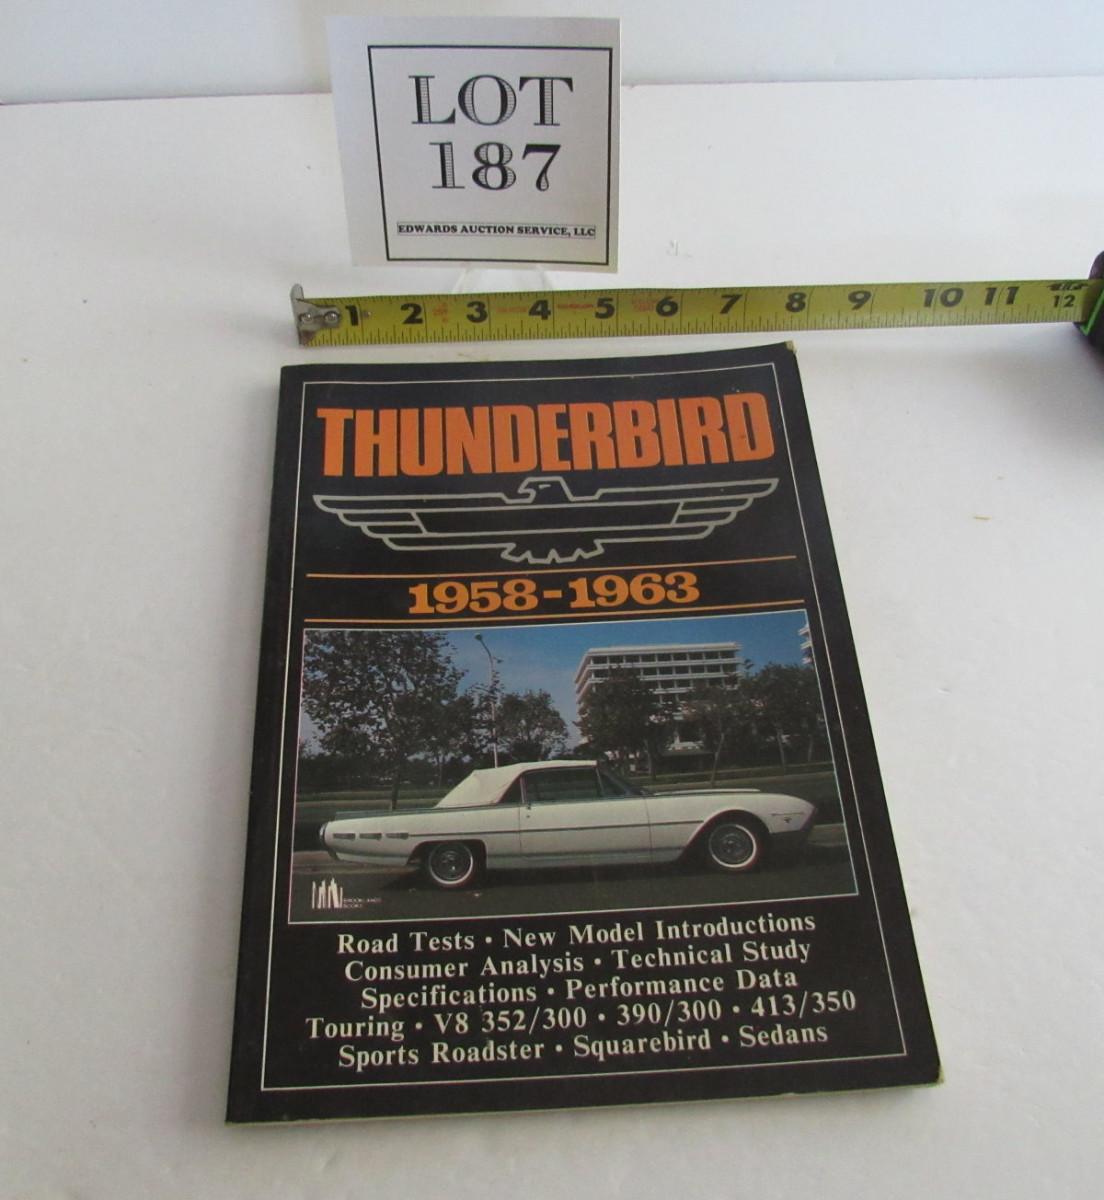 LOT
187
EDWARDS AUCTION SERVICE, LLC
1 2 3 4 5 6 7 8 9 10 11 12
THUNDERBIRD
1958-1963
BROOKLANDS
BOOKS
Road Tests • New Model Introductions
Consumer Analysis • Technical Study
Specifications • Performance Data
Touring • V8 352/300 • 390/300 • 413/350
Sports Roadster • Squarebird • Sedans